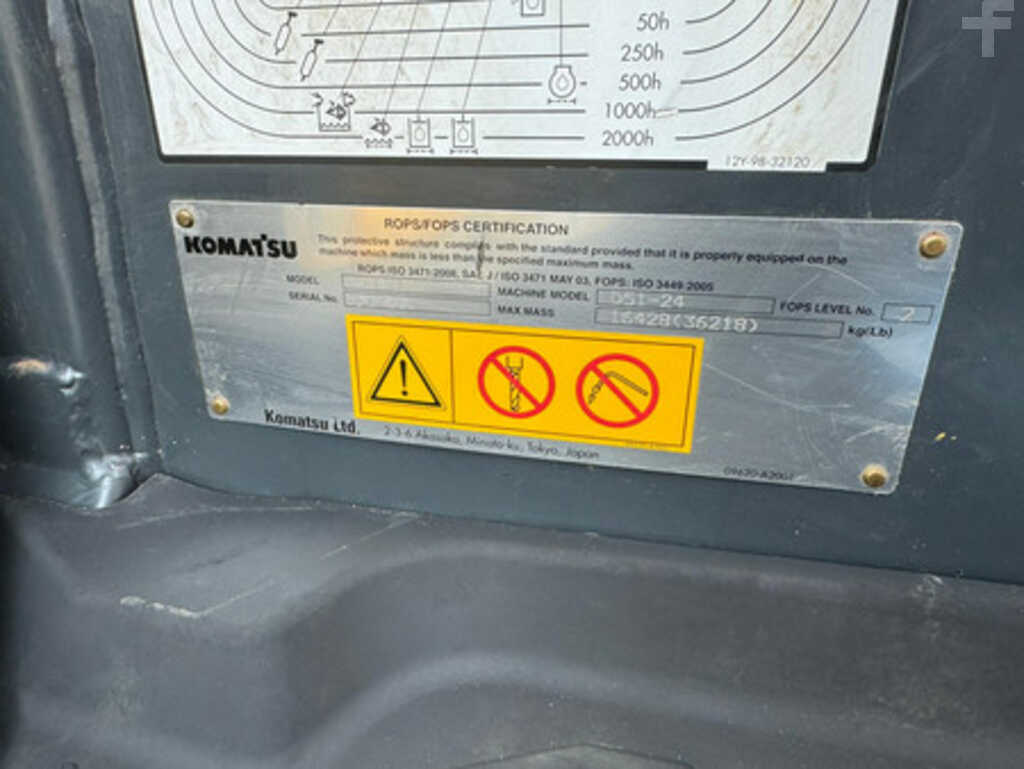 50h
250h
500h
1000h
2000h
12Y-98-32120
ROPS/FOPS CERTIFICATION
KOMATSU
This protective structure complies with the standard provided that it is properly equipped on the
machine which mass is less than the specified maximum mass.
ROPS ISO 3471-2008, SAE J / ISO 3471 MAY 03, FOPS: ISO 3449:2005
MODEL MACHINE MODEL D51-24 FOPS LEVEL No. 2
SERIAL No. MAX MASS 16428(36218) kg(Lb)
Komatsu Ltd.
2-3-6 Akasaka, Minato-ku, Tokyo, Japan
09620-A2001
f